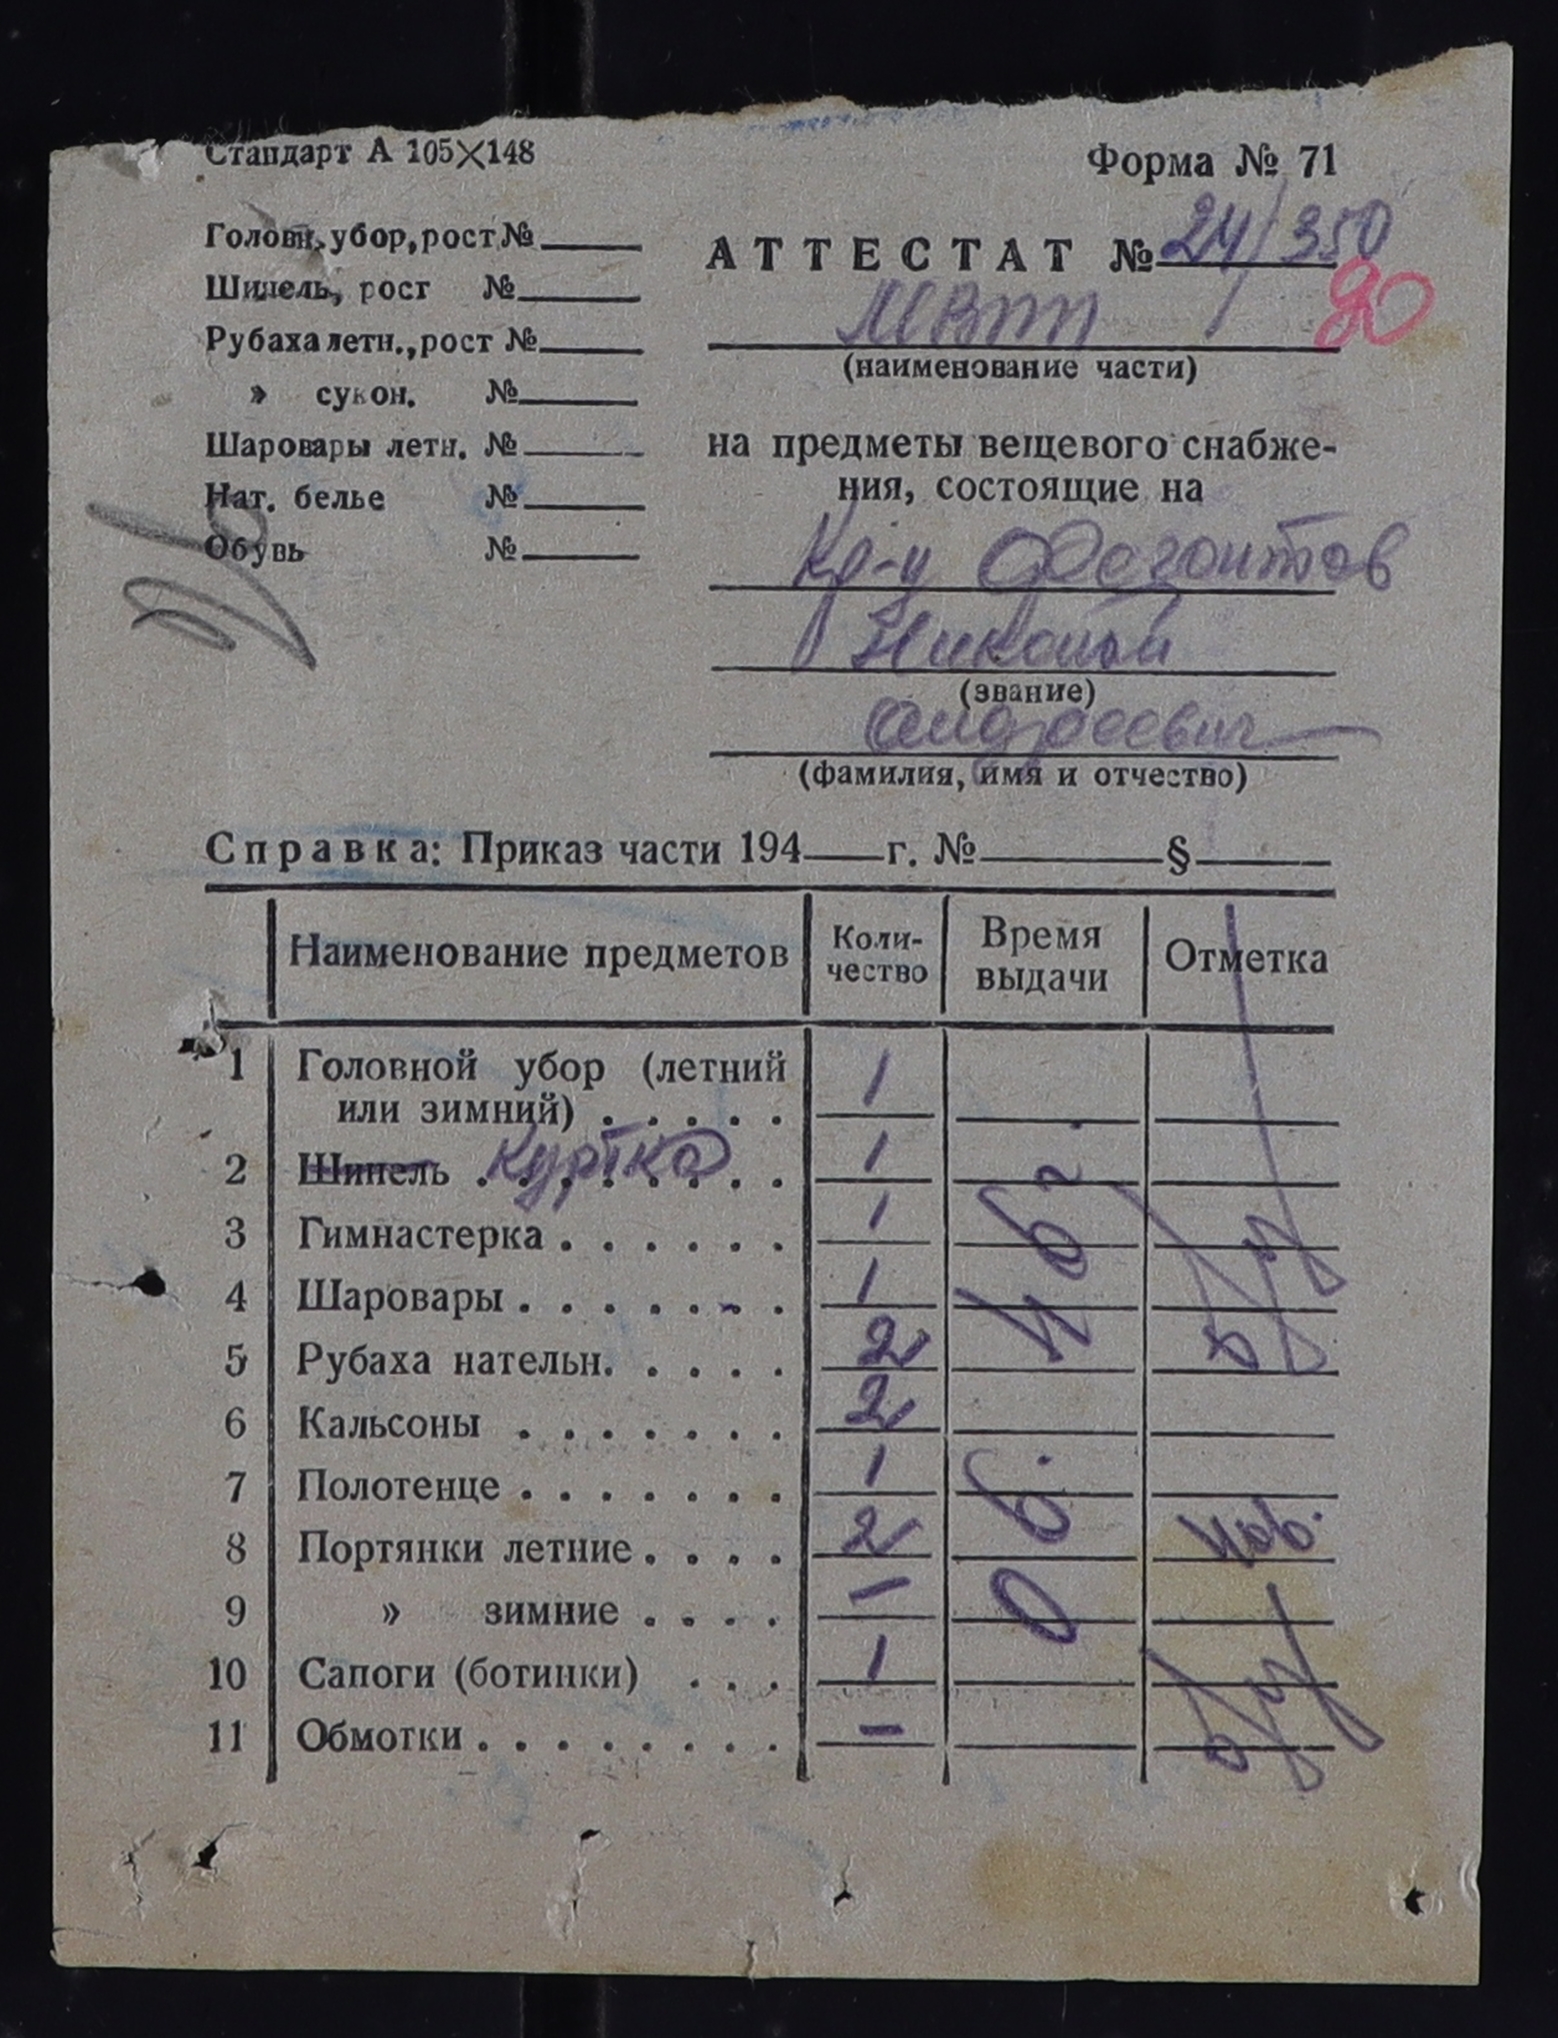 Стандарт А 105×148
Форма № 71
Головн. убор, рост №
Шинель, рост №
Рубаха летн., рост №
» сукон. №
Шаровары летн. №
Нат. белье №
Обувь №
АТТЕСТАТ № 24/350
90
МВПП
(наименование части)
на предметы вещевого снабже-
ния, состоящие на
Кр-ц
Николай
(звание)
Андреевич
(фамилия, имя и отчество)
Справка: Приказ части 194 г. № §
Наименование предметов Коли- Время Отметка
чество выдачи
1 Головной убор (летний
или зимний) . . . . . 1
2 Шинель Куртка 1
3 Гимнастерка . . . . . . 1
4 Шаровары . . . . . . . 1
5 Рубаха нательн. . . . . 2
6 Кальсоны . . . . . . . 2
7 Полотенце . . . . . . . 1
8 Портянки летние . . . . 2 нов.
9 » зимние . . . . –
10 Сапоги (ботинки) . . . 1
11 Обмотки . . . . . . . . –
б/у
б/у